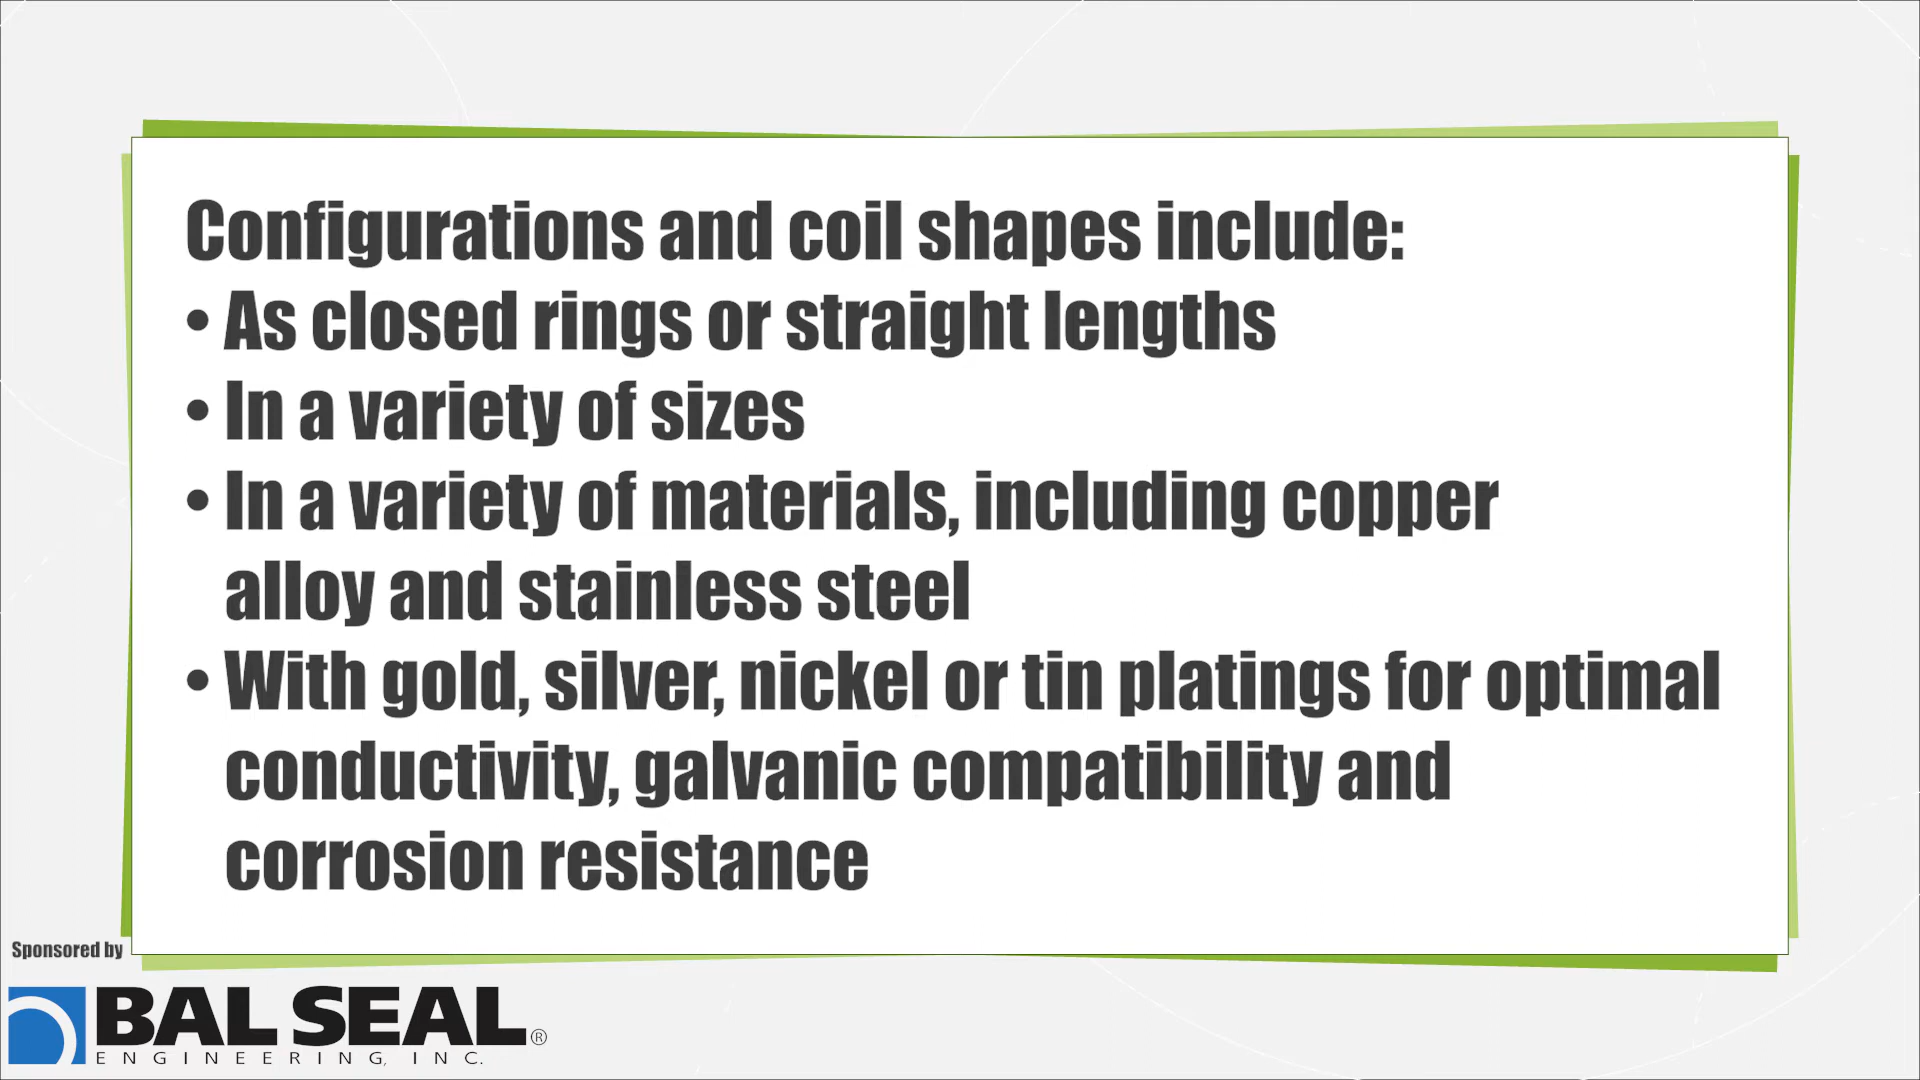 Configurations and coil shapes include:
• As closed rings or straight lengths
• In a variety of sizes
• In a variety of materials, including copper
alloy and stainless steel
• With gold, silver, nickel or tin platings for optimal
conductivity, galvanic compatibility and
corrosion resistance
Sponsored by
BAL SEAL®
ENGINEERING, INC.